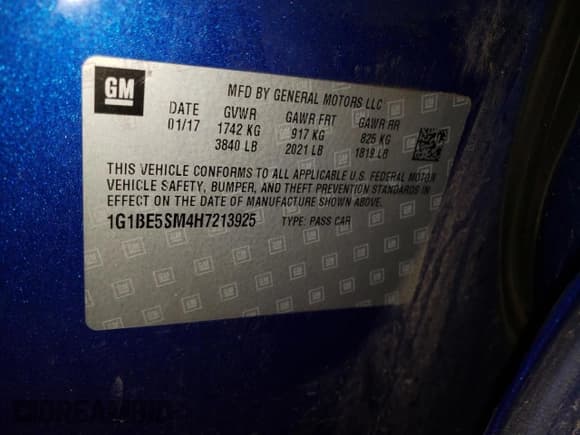 GM
MFD BY GENERAL MOTORS LLC
DATE GVWR GAWR FRT GAWR RR
01/17 1742 KG 917 KG 825 KG
3840 LB 2021 LB 1819 LB
THIS VEHICLE CONFORMS TO ALL APPLICABLE U.S. FEDERAL MOTOR
VEHICLE SAFETY, BUMPER, AND THEFT PREVENTION STANDARDS IN
EFFECT ON THE DATE OF MANUFACTURE SHOWN ABOVE.
1G1BE5SM4H7213925 TYPE: PASS CAR